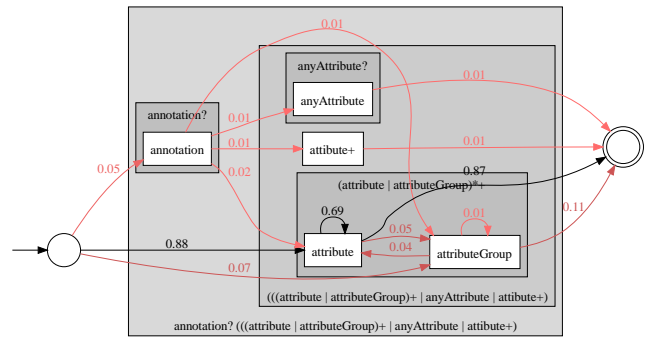 0.01
anyAttribute?
0.01
anyAttribute
annotation?
0.01
annotation
0.01
attibute+
0.01
0.05
0.02
0.87
(attribute | attributeGroup)*+
0.69
0.01
0.11
0.05
0.88
attribute
0.04
attributeGroup
0.07
(((attribute | attributeGroup)+ | anyAttribute | attibute+)
annotation? (((attribute | attributeGroup)+ | anyAttribute | attibute+)